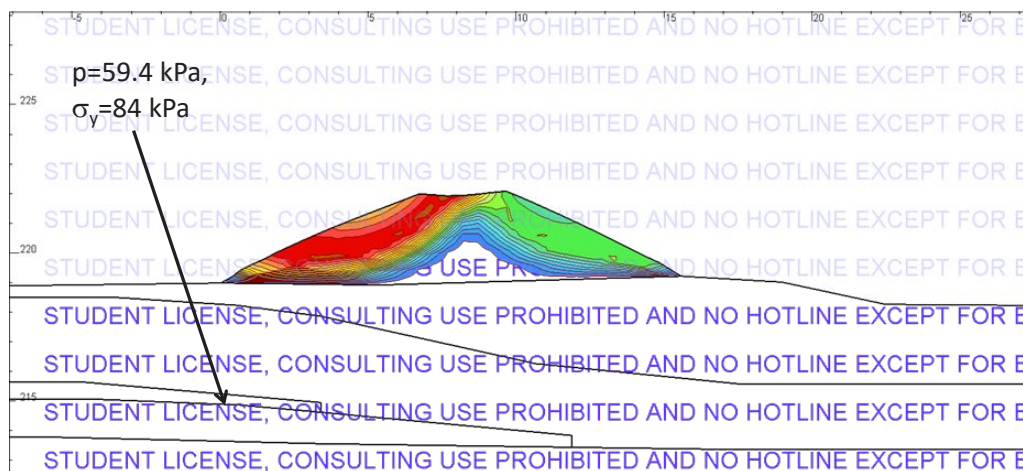 -5 0 5 10 15 20 25
STUDENT LICENSE, CONSULTING USE PROHIBITED AND NO HOTLINE EXCEPT FOR E
p=59.4 kPa,
STUDENT LICENSE, CONSULTING USE PROHIBITED AND NO HOTLINE EXCEPT FOR E
225
σy=84 kPa
STUDENT LICENSE, CONSULTING USE PROHIBITED AND NO HOTLINE EXCEPT FOR E
STUDENT LICENSE, CONSULTING USE PROHIBITED AND NO HOTLINE EXCEPT FOR E
STUDENT LICENSE, CONSULTING USE PROHIBITED AND NO HOTLINE EXCEPT FOR E
220
STUDENT LICENSE, CONSULTING USE PROHIBITED AND NO HOTLINE EXCEPT FOR E
STUDENT LICENSE, CONSULTING USE PROHIBITED AND NO HOTLINE EXCEPT FOR E
STUDENT LICENSE, CONSULTING USE PROHIBITED AND NO HOTLINE EXCEPT FOR E
215
STUDENT LICENSE, CONSULTING USE PROHIBITED AND NO HOTLINE EXCEPT FOR E
STUDENT LICENSE, CONSULTING USE PROHIBITED AND NO HOTLINE EXCEPT FOR E